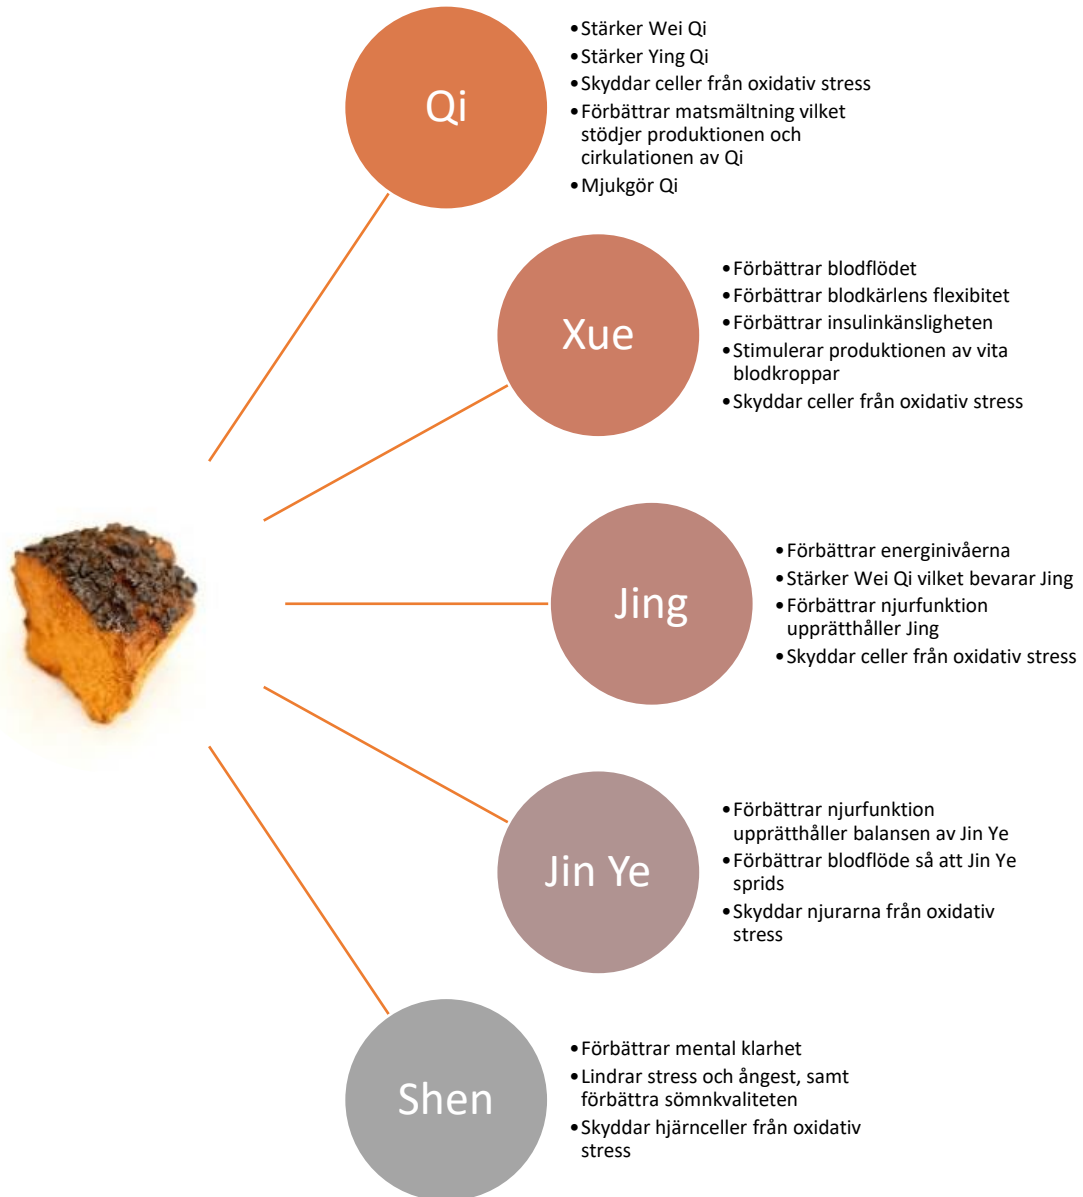 Qi
•Stärker Wei Qi
•Stärker Ying Qi
•Skyddar celler från oxidativ stress
•Förbättrar matsmältning vilket
stödjer produktionen och
cirkulationen av Qi
•Mjukgör Qi
Xue
•Förbättrar blodflödet
•Förbättrar blodkärlens flexibitet
•Förbättrar insulinkänsligheten
•Stimulerar produktionen av vita
blodkroppar
•Skyddar celler från oxidativ stress
Jing
•Förbättrar energinivåerna
•Stärker Wei Qi vilket bevarar Jing
•Förbättrar njurfunktion
upprätthåller Jing
•Skyddar celler från oxidativ stress
Jin Ye
•Förbättrar njurfunktion
upprätthåller balansen av Jin Ye
•Förbättrar blodflöde så att Jin Ye
sprids
•Skyddar njurarna från oxidativ
stress
Shen
•Förbättrar mental klarhet
•Lindrar stress och ångest, samt
förbättra sömnkvaliteten
•Skyddar hjärnceller från oxidativ
stress